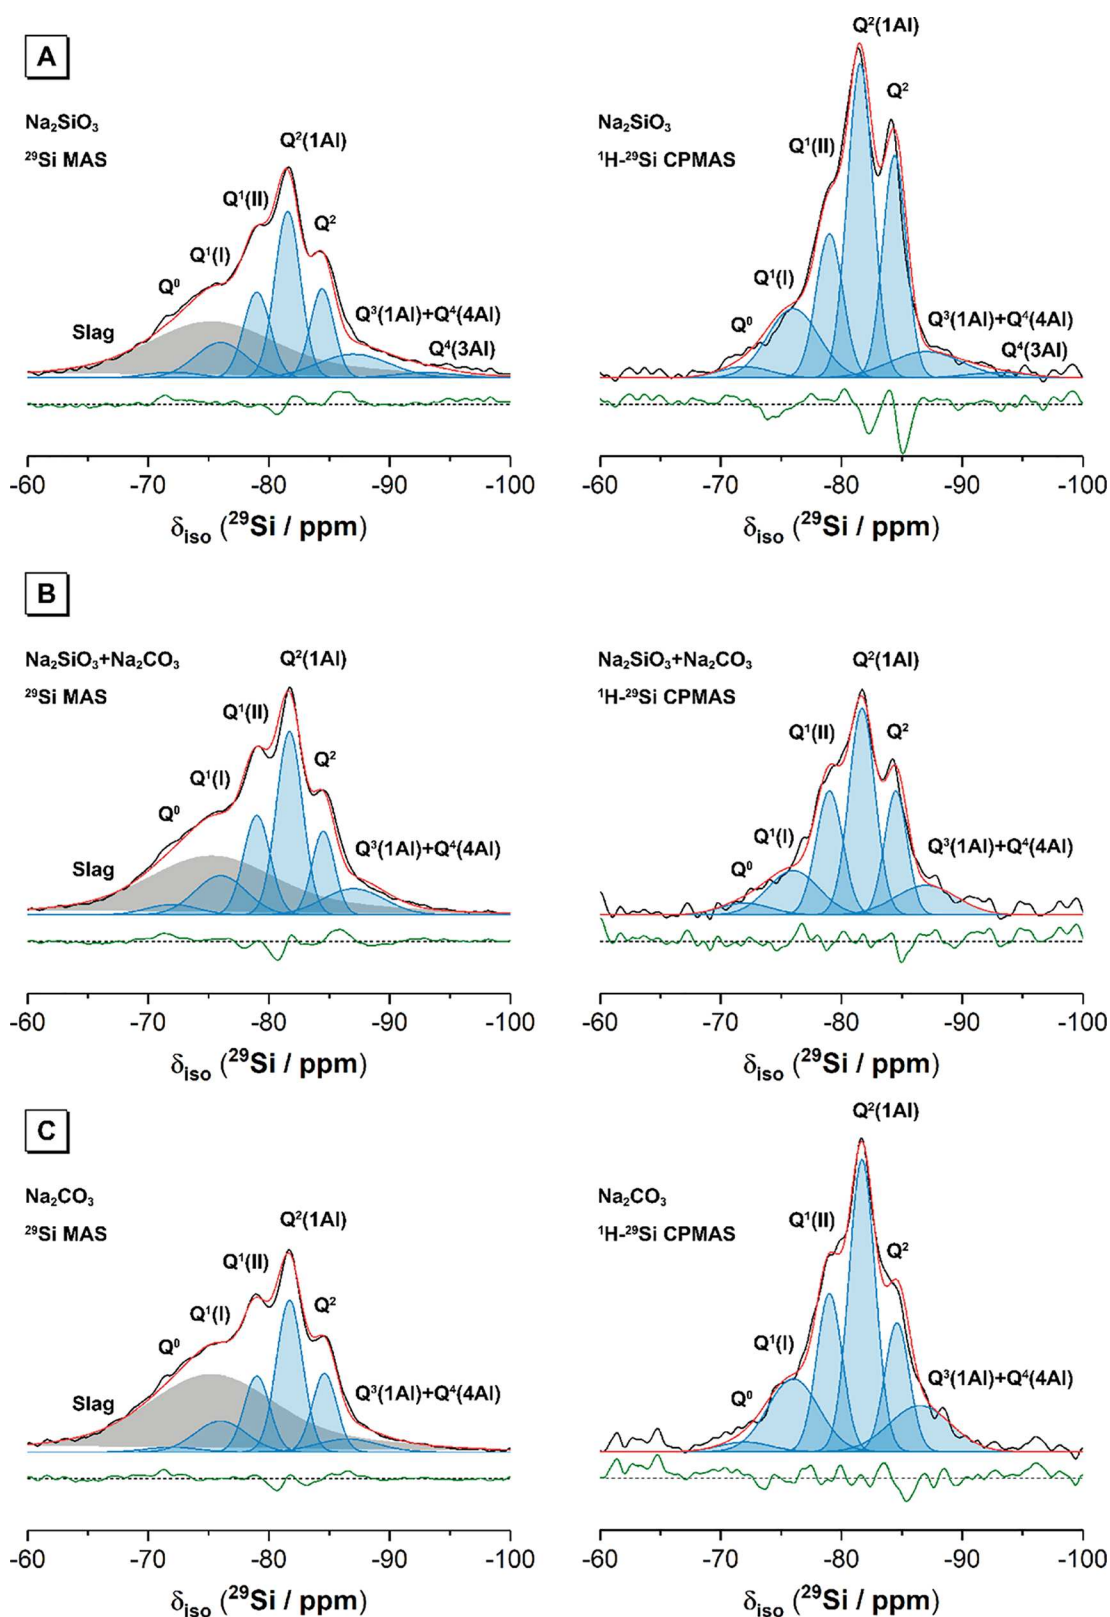 A
Na₂SiO₃
²⁹Si MAS
Q²(1Al)
Q¹(II)
Q²
Q¹(I)
Q⁰
Slag
Q³(1Al)+Q⁴(4Al)
Q⁴(3Al)
-60 -70 -80 -90 -100
δiso (²⁹Si / ppm)
Na₂SiO₃
¹H-²⁹Si CPMAS
Q²(1Al)
Q²
Q¹(II)
Q¹(I)
Q⁰
Q³(1Al)+Q⁴(4Al)
Q⁴(3Al)
-60 -70 -80 -90 -100
δiso (²⁹Si / ppm)
B
Na₂SiO₃+Na₂CO₃
²⁹Si MAS
Q²(1Al)
Q¹(II)
Q²
Q¹(I)
Q⁰
Slag
Q³(1Al)+Q⁴(4Al)
-60 -70 -80 -90 -100
δiso (²⁹Si / ppm)
Na₂SiO₃+Na₂CO₃
¹H-²⁹Si CPMAS
Q²(1Al)
Q¹(II)
Q²
Q¹(I)
Q⁰
Q³(1Al)+Q⁴(4Al)
-60 -70 -80 -90 -100
δiso (²⁹Si / ppm)
C
Na₂CO₃
²⁹Si MAS
Q²(1Al)
Q¹(II)
Q²
Q¹(I)
Q⁰
Slag
Q³(1Al)+Q⁴(4Al)
-60 -70 -80 -90 -100
δiso (²⁹Si / ppm)
Na₂CO₃
¹H-²⁹Si CPMAS
Q²(1Al)
Q¹(II)
Q²
Q¹(I)
Q⁰
Q³(1Al)+Q⁴(4Al)
-60 -70 -80 -90 -100
δiso (²⁹Si / ppm)